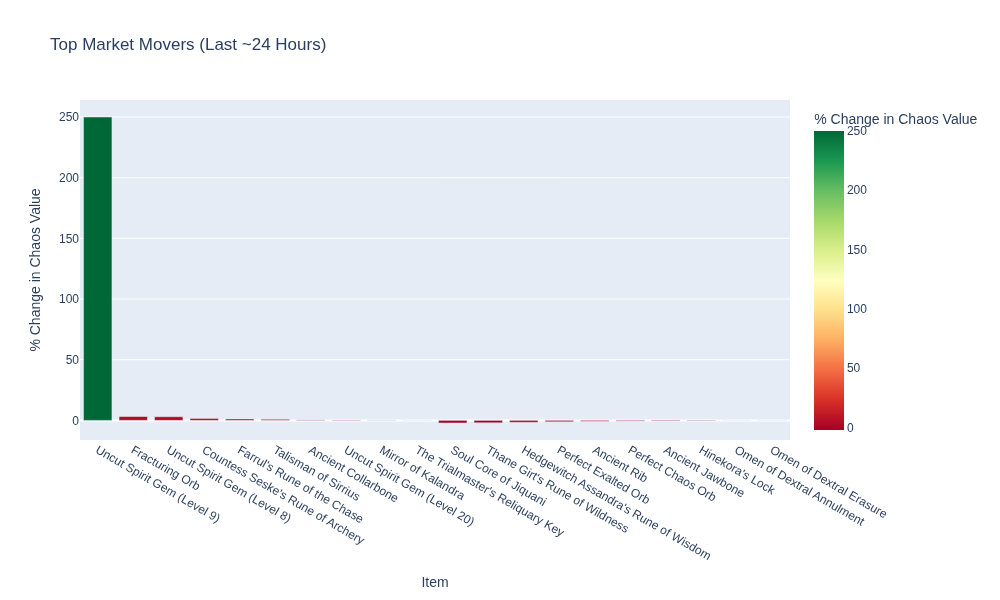 Top Market Movers (Last ~24 Hours)
% Change in Chaos Value
250
200
150
100
50
0
% Change in Chaos Value
250
200
150
100
50
0
Uncut Spirit Gem (Level 9)
Fracturing Orb
Uncut Spirit Gem (Level 8)
Countess Seske's Rune of Archery
Farrul's Rune of the Chase
Talisman of Sirrius
Ancient Collarbone
Uncut Spirit Gem (Level 20)
Mirror of Kalandra
The Trialmaster's Reliquary Key
Soul Core of Jiquani
Thane Girt's Rune of Wildness
Hedgewitch Assandra's Rune of Wisdom
Perfect Exalted Orb
Ancient Rib
Perfect Chaos Orb
Ancient Jawbone
Hinekora's Lock
Omen of Dextral Annulment
Omen of Dextral Erasure
Item